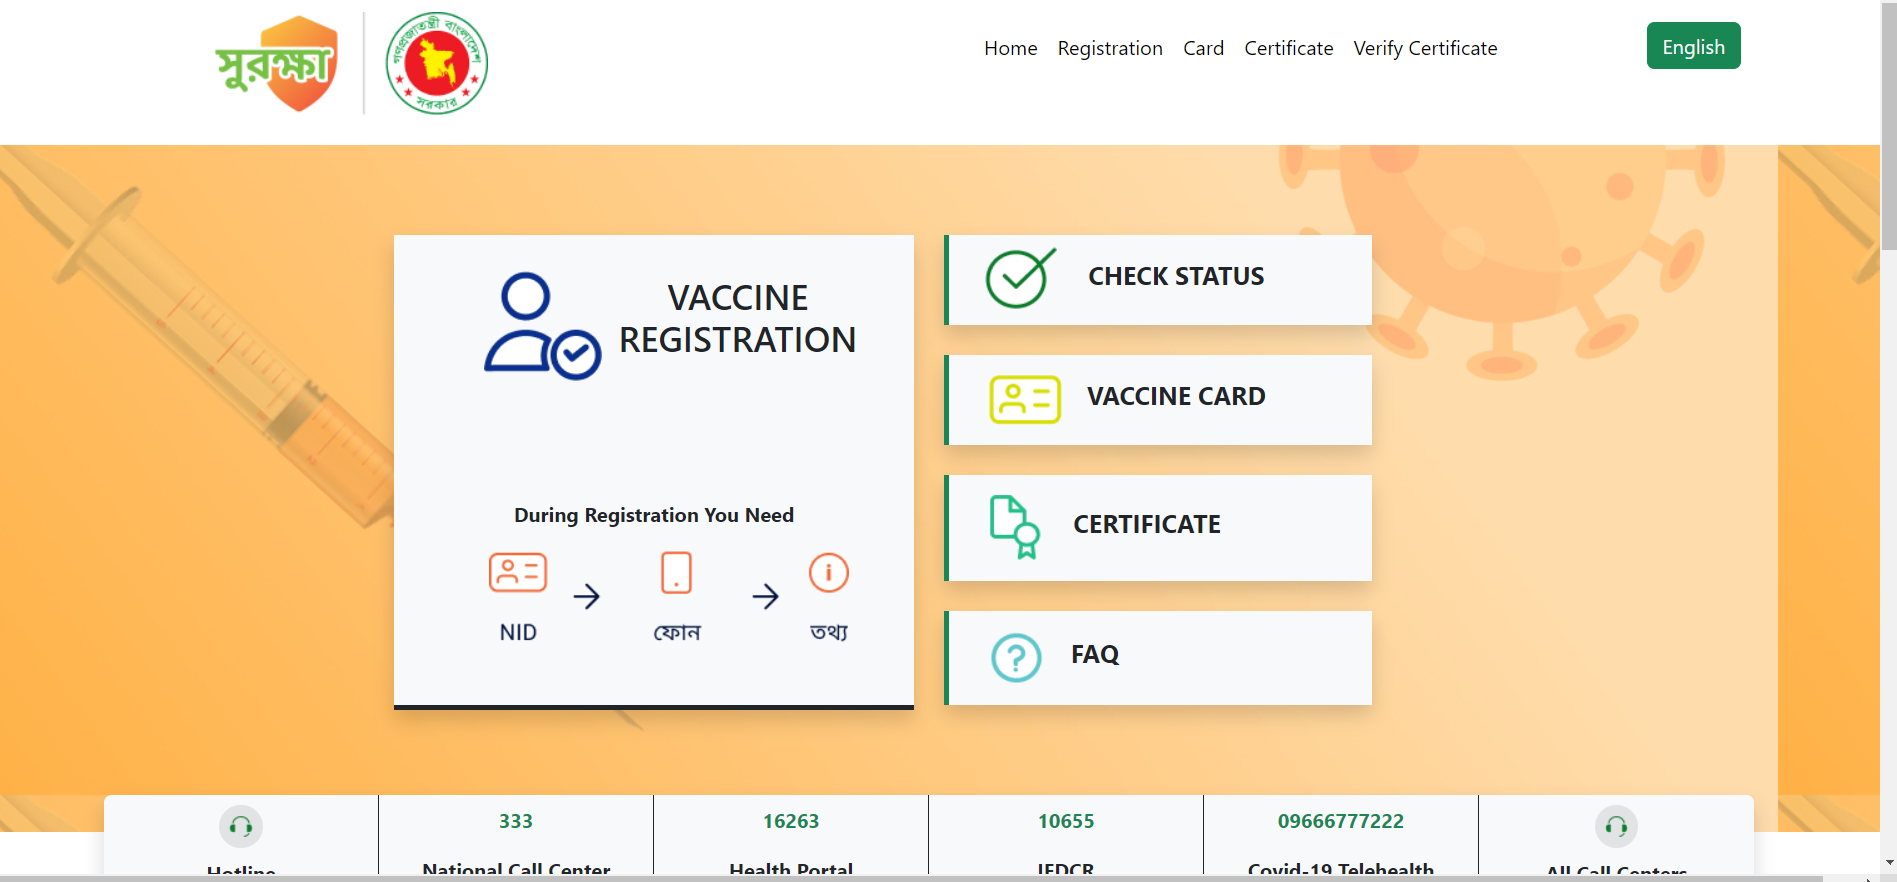 সুরক্ষা
গণপ্রজাতন্ত্রী বাংলাদেশ
সরকার
Home Registration Card Certificate Verify Certificate
English
VACCINE
REGISTRATION
During Registration You Need
NID ফোন তথ্য
CHECK STATUS
VACCINE CARD
CERTIFICATE
FAQ
333 16263 10655 09666777222
Hotline National Call Center Health Portal IEDCR Covid-19 Telehealth All Call Centers